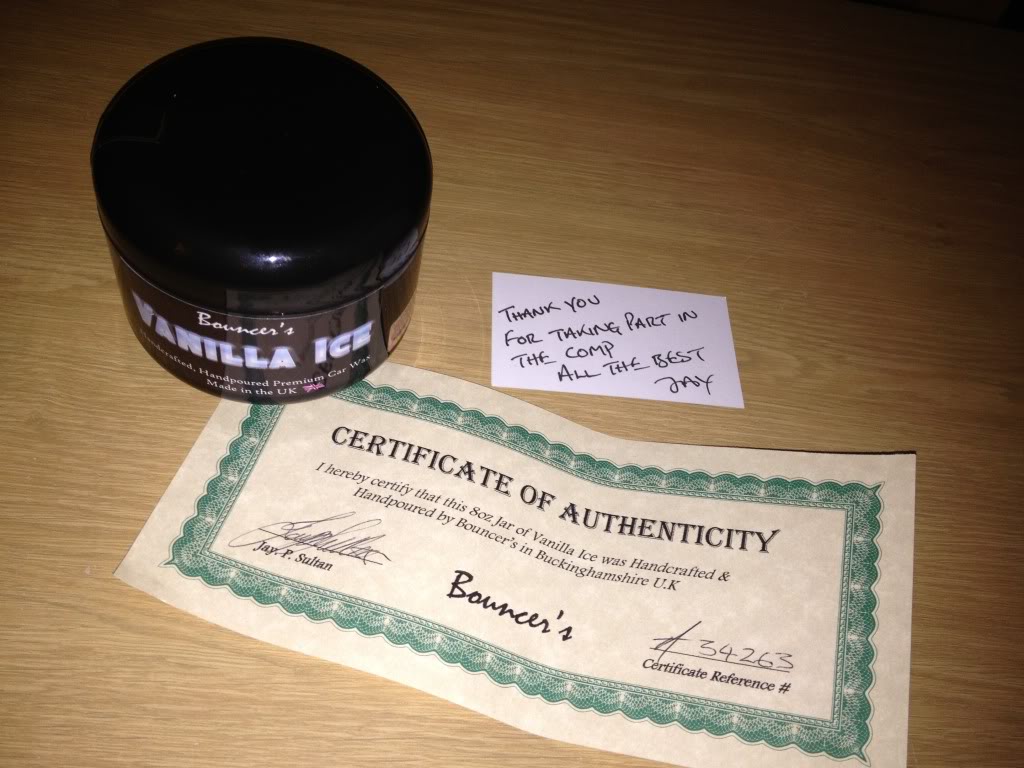 Bouncer's
VANILLA ICE
Handcrafted, Handpoured Premium Car Wax
Made in the UK
THANK YOU
FOR TAKING PART IN
THE COMP
ALL THE BEST
JAY
CERTIFICATE OF AUTHENTICITY
I hereby certify that this 8oz Jar of Vanilla Ice was Handcrafted &
Handpoured by Bouncer's in Buckinghamshire U.K
Jay. P. Sultan
Bouncer's
# 34263
Certificate Reference #